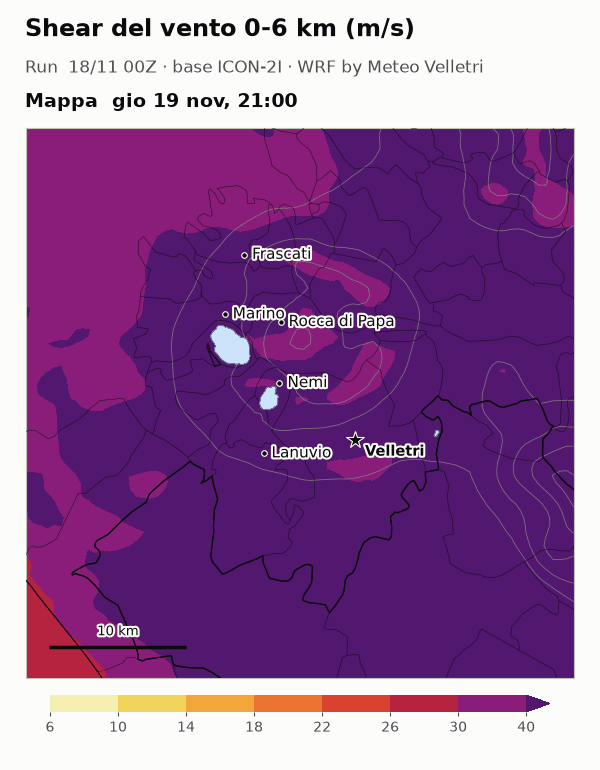 Shear del vento 0-6 km (m/s)
Run  18/11 00Z · base ICON-2I · WRF by Meteo Velletri
Mappa  gio 19 nov, 21:00
Frascati
Marino
Rocca di Papa
Nemi
Lanuvio
Velletri
10 km
6 10 14 18 22 26 30 40